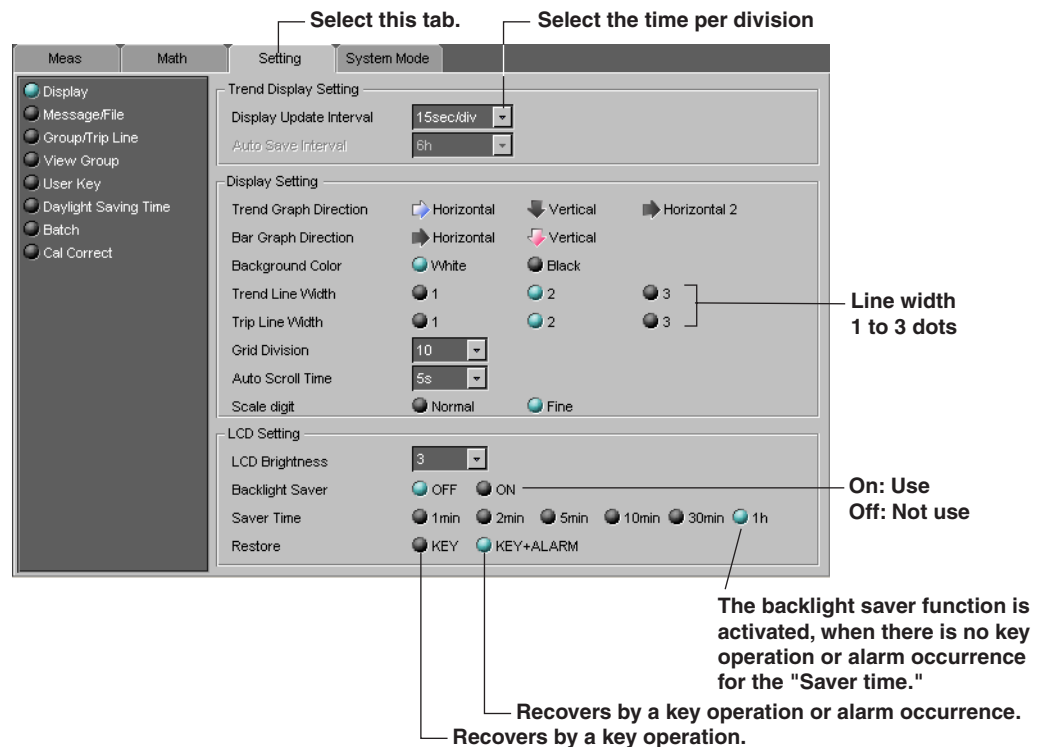 Select this tab.
Select the time per division
Meas Math Setting System Mode
Display
Message/File
Group/Trip Line
View Group
User Key
Daylight Saving Time
Batch
Cal Correct
Trend Display Setting
Display Update Interval 15sec/div
Auto Save Interval 6h
Display Setting
Trend Graph Direction Horizontal Vertical Horizontal 2
Bar Graph Direction Horizontal Vertical
Background Color White Black
Trend Line Width 1 2 3
Trip Line Width 1 2 3
Grid Division 10
Auto Scroll Time 5s
Scale digit Normal Fine
LCD Setting
LCD Brightness 3
Backlight Saver OFF ON
Saver Time 1min 2min 5min 10min 30min 1h
Restore KEY KEY+ALARM
Line width
1 to 3 dots
On: Use
Off: Not use
The backlight saver function is
activated, when there is no key
operation or alarm occurrence
for the "Saver time."
Recovers by a key operation or alarm occurrence.
Recovers by a key operation.